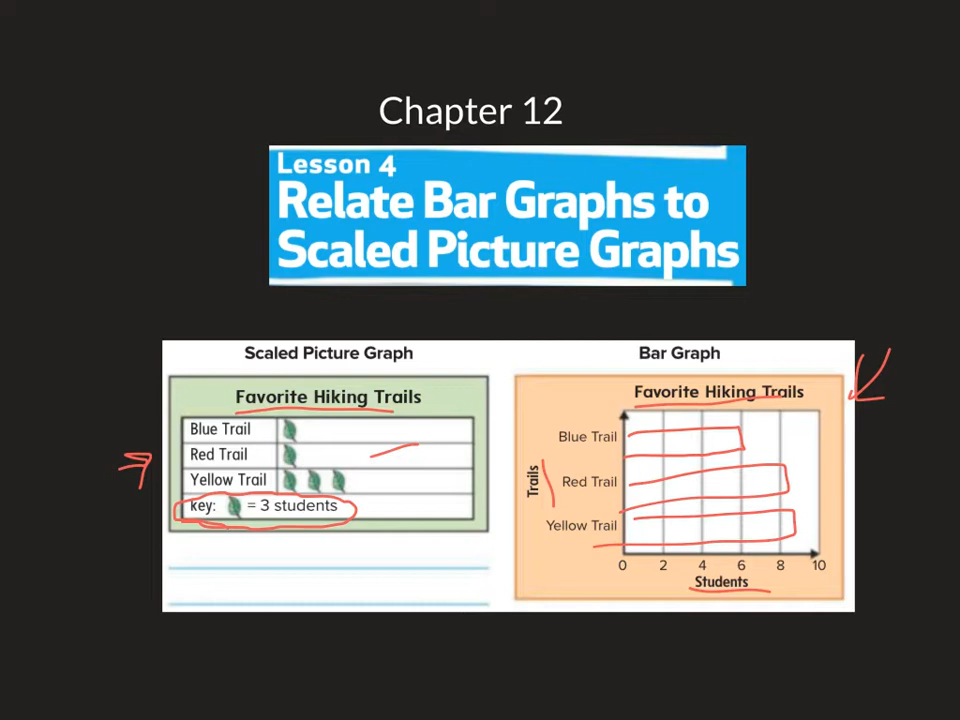 Chapter 12
Lesson 4
Relate Bar Graphs to
Scaled Picture Graphs
Scaled Picture Graph
Favorite Hiking Trails
Blue Trail
Red Trail
Yellow Trail
key: = 3 students
Bar Graph
Favorite Hiking Trails
Trails
Blue Trail
Red Trail
Yellow Trail
0 2 4 6 8 10
Students